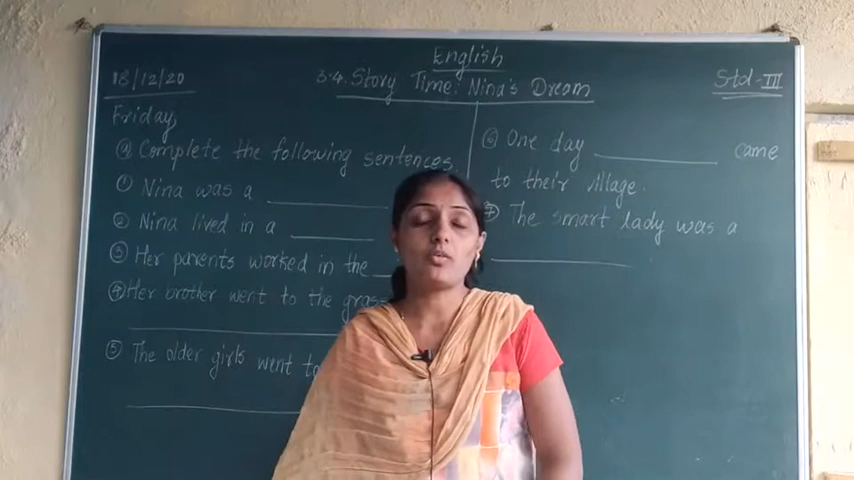 English
18/12/20
3.4. Story Time: Nina's Dream
Std - III
Friday
(a) Complete the following sentences
① Nina was a
② Nina lived in a
③ Her parents worked in the
④ Her brother went to the grass
⑤ The older girls went to
⑥ One day ________ came
to their village.
⑦ The smart lady was a